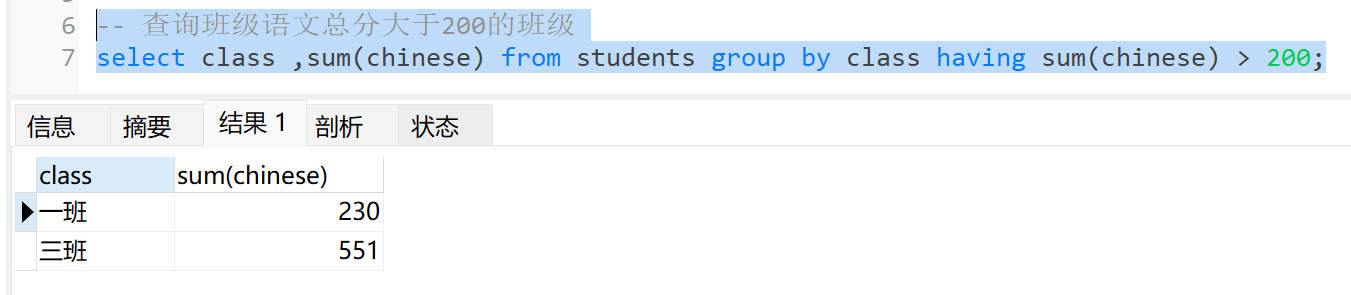 6 -- 查询班级语文总分大于200的班级
7 select class ,sum(chinese) from students group by class having sum(chinese) > 200;
信息 摘要 结果 1 剖析 状态
class sum(chinese)
一班 230
三班 551